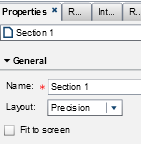 Properties R... Int... R..
Section 1
General
Name: * Section 1
Layout: Precision
Fit to screen